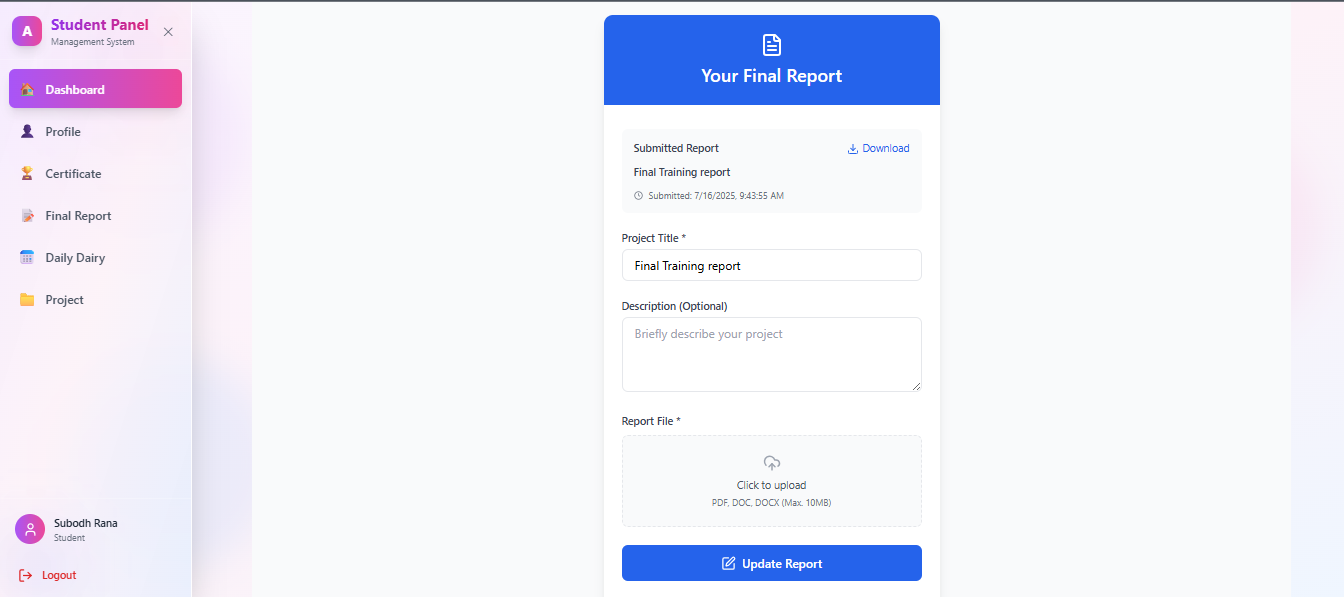 A
Student Panel
Management System
Dashboard
Profile
Certificate
Final Report
Daily Dairy
Project
Subodh Rana
Student
Logout
Your Final Report
Submitted Report
Download
Final Training report
Submitted: 7/16/2025, 9:43:55 AM
Project Title *
Final Training report
Description (Optional)
Briefly describe your project
Report File *
Click to upload
PDF, DOC, DOCX (Max. 10MB)
Update Report